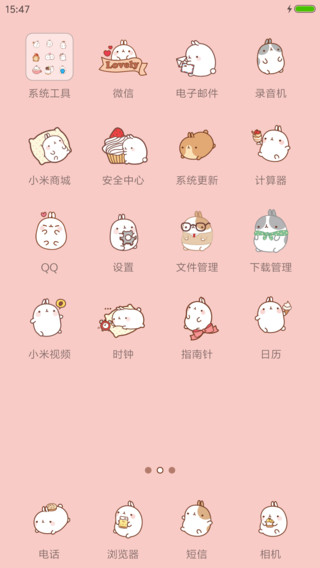 15:47
系统工具
Lovely
微信
电子邮件
录音机
小米商城
安全中心
系统更新
计算器
QQ
设置
文件管理
下载管理
小米视频
时钟
指南针
日历
电话
浏览器
短信
相机